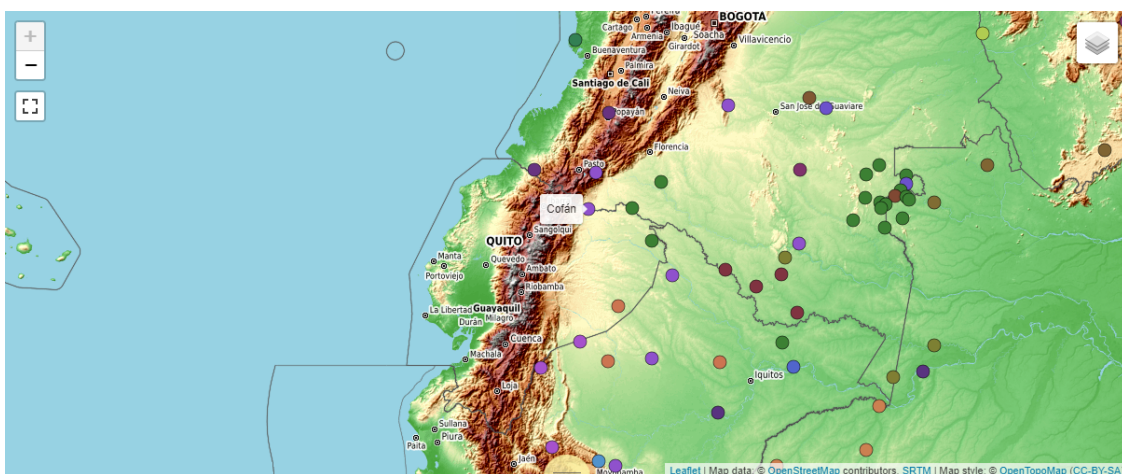 +
Pereira
BOGOTA
Cartago
Ibagué
Armenia
Soacha
Girardot
Villavicencio
−
Buenaventura
Palmira
Santiago de Cali
Neiva
San José del Guaviare
Popayán
Florencia
Pasto
Cofán
QUITO
Sangolquí
Manta
Quevedo
Portoviejo
Ambato
Riobamba
La Libertad
Guayaquil
Durán
Milagro
Cuenca
Machala
Iquitos
Loja
Sullana
Paita
Piura
Jaén
Moyobamba
Leaflet | Map data: © OpenStreetMap contributors, SRTM | Map style: © OpenTopoMap (CC-BY-SA